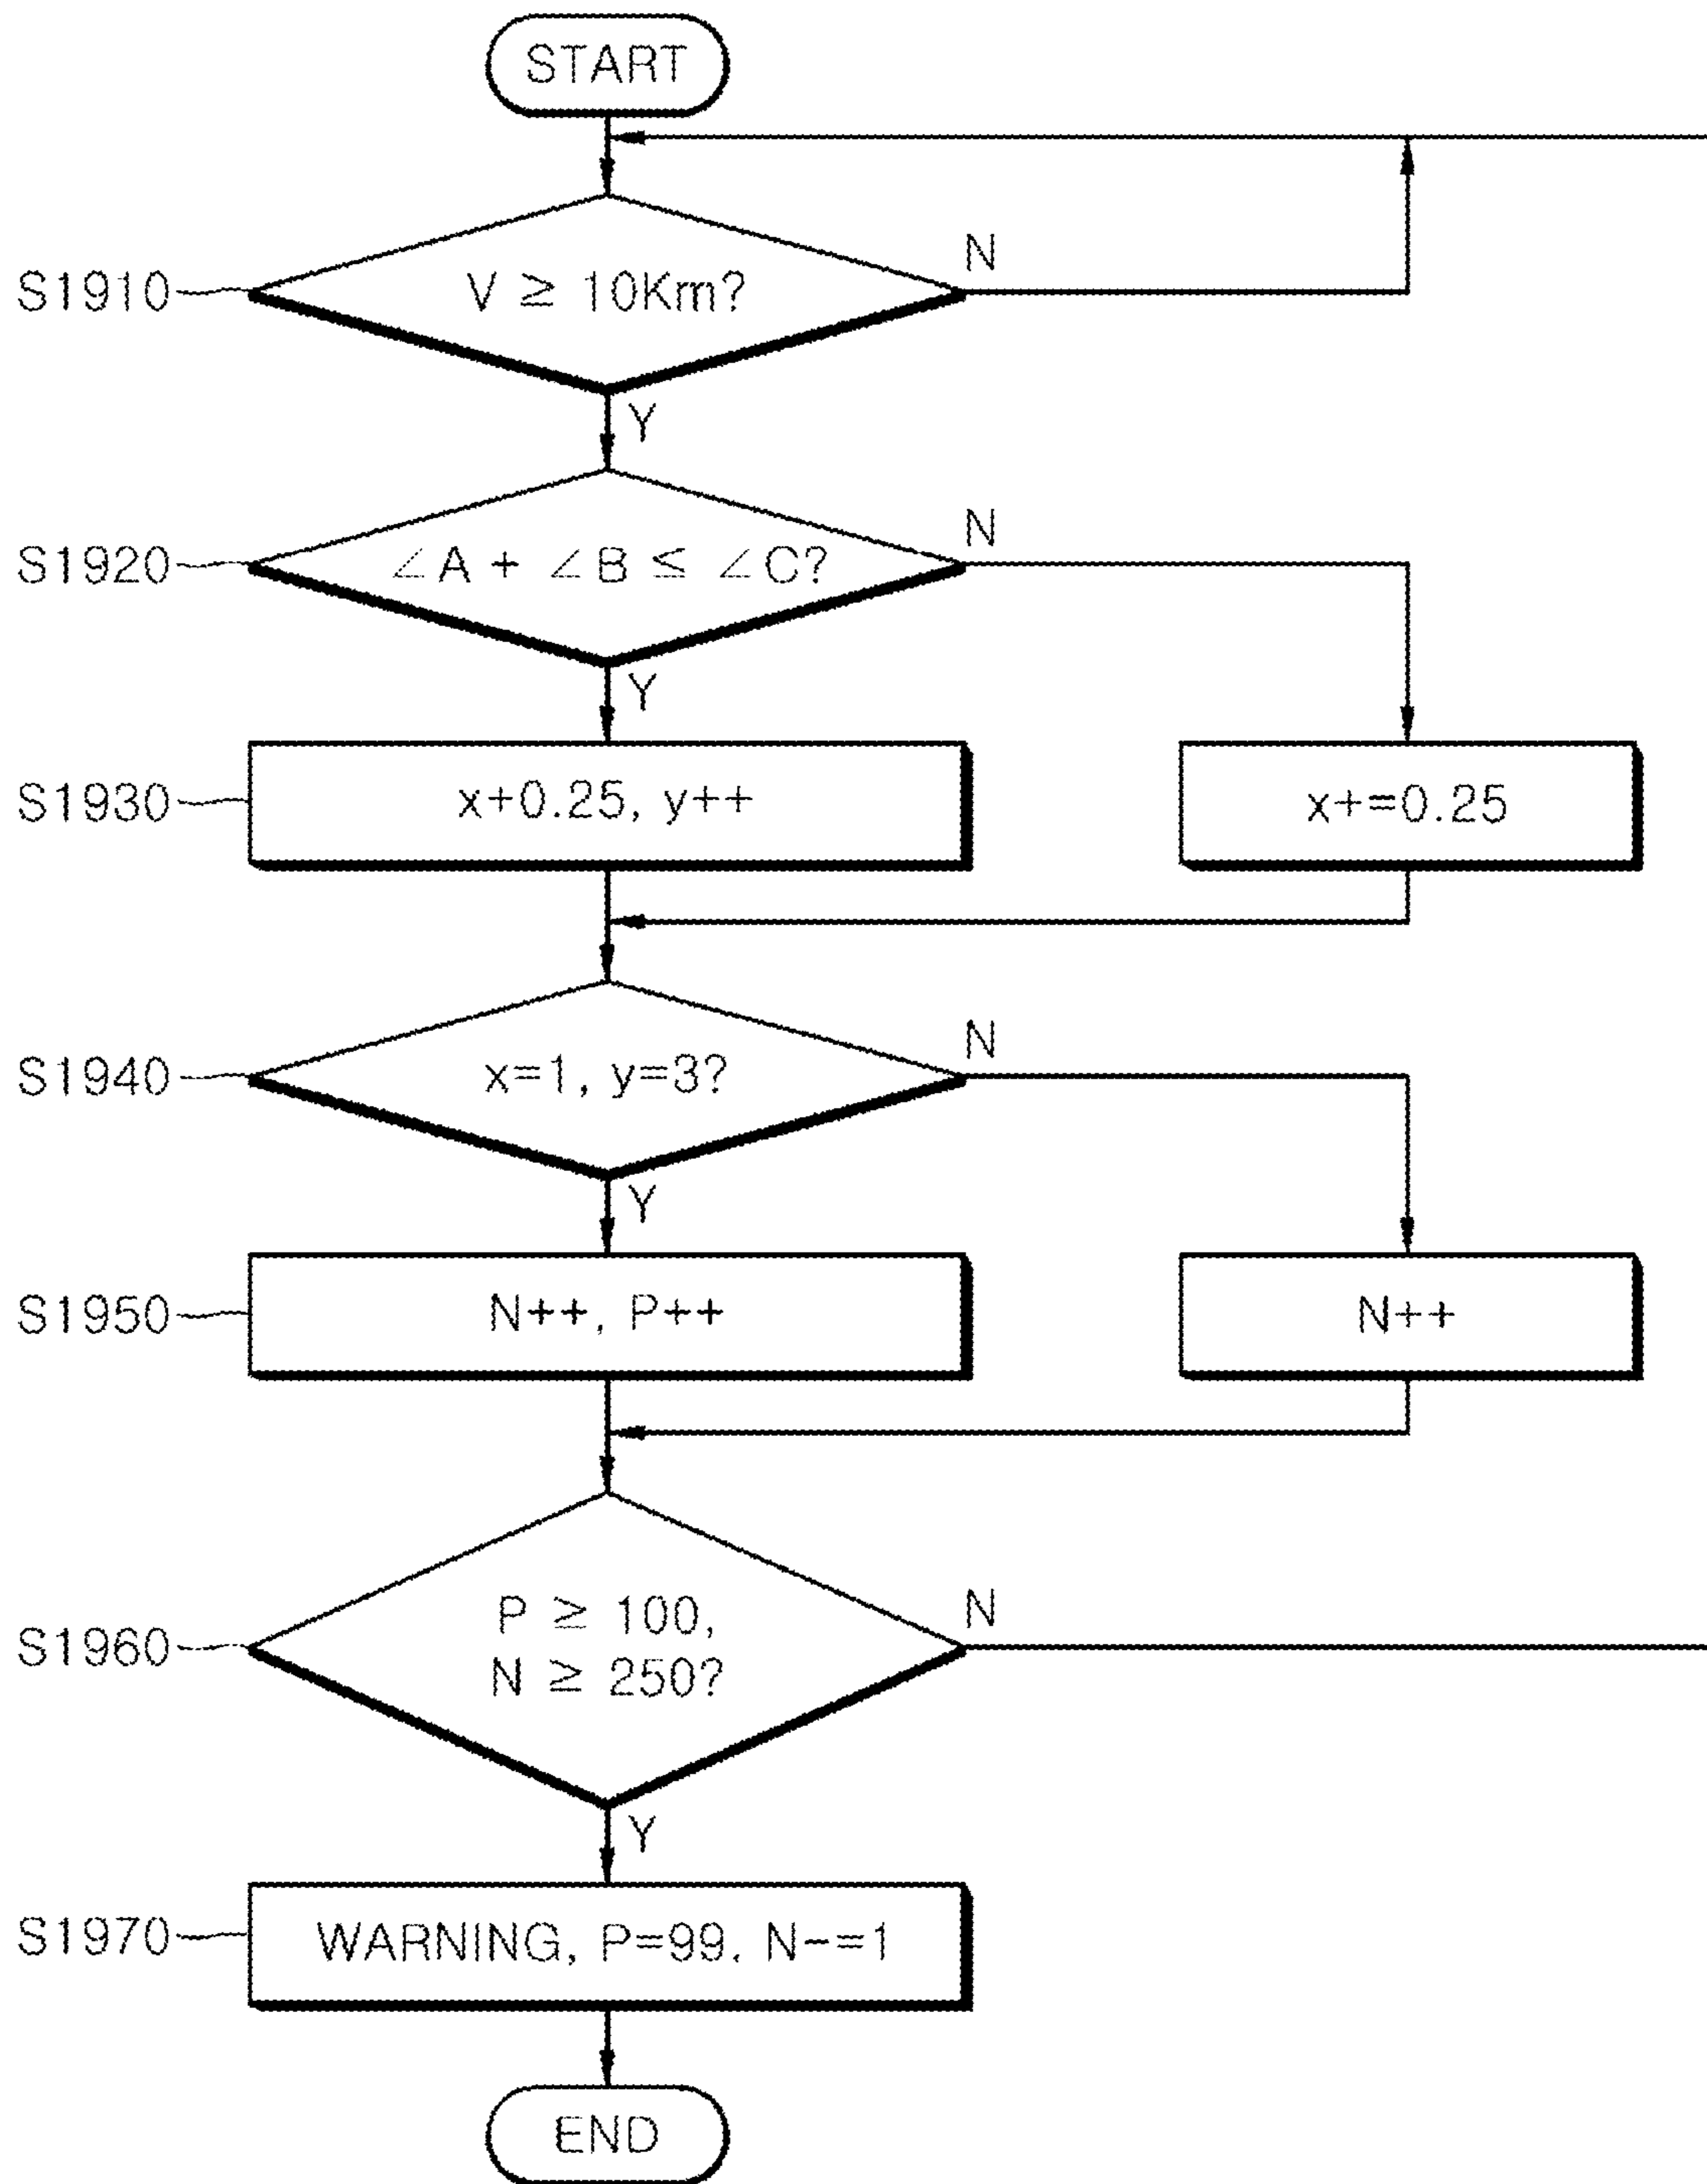 START
N
S1910
V ≥ 10Km?
Y
N
S1920
∠A + ∠B ≤ ∠C?
Y
S1930
x+0.25, y++
x+=0.25
N
S1940
x=1, y=3?
Y
S1950
N++, P++
N++
P ≥ 100,
N
S1960
N ≥ 250?
Y
S1970
WARNING, P=99, N-=1
END